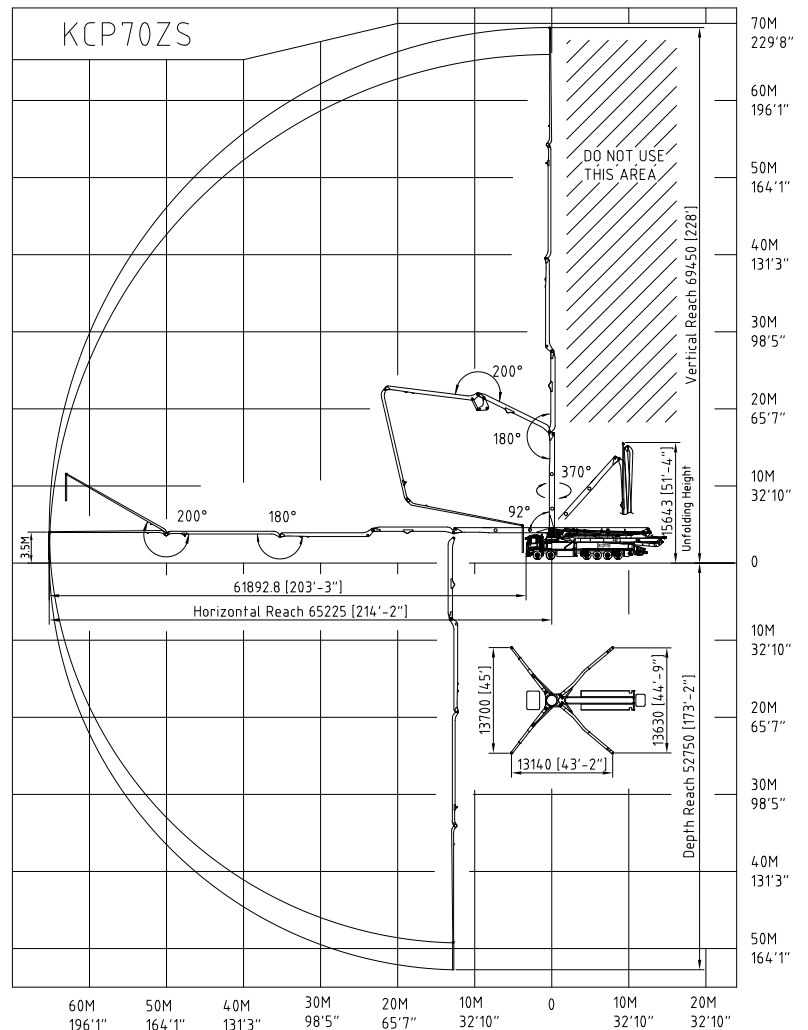 KCP70ZS
70M
229'8"
60M
196'1"
DO NOT USE
THIS AREA
50M
164'1"
40M
131'3"
Vertical Reach 69450 [228']
30M
98'5"
200°
20M
65'7"
180°
370°
10M
32'10"
15643 [51'-4"]
Unfolding Height
92°
200°
180°
3.5M
KCP70
0
61892.8 [203'-3"]
Horizontal Reach 65225 [214'-2"]
10M
32'10"
13700 [45']
13630 [44'-9"]
20M
65'7"
13140 [43'-2"]
Depth Reach 52750 [173'-2"]
30M
98'5"
40M
131'3"
50M
164'1"
60M
196'1"
50M
164'1"
40M
131'3"
30M
98'5"
20M
65'7"
10M
32'10"
0
10M
32'10"
20M
32'10"